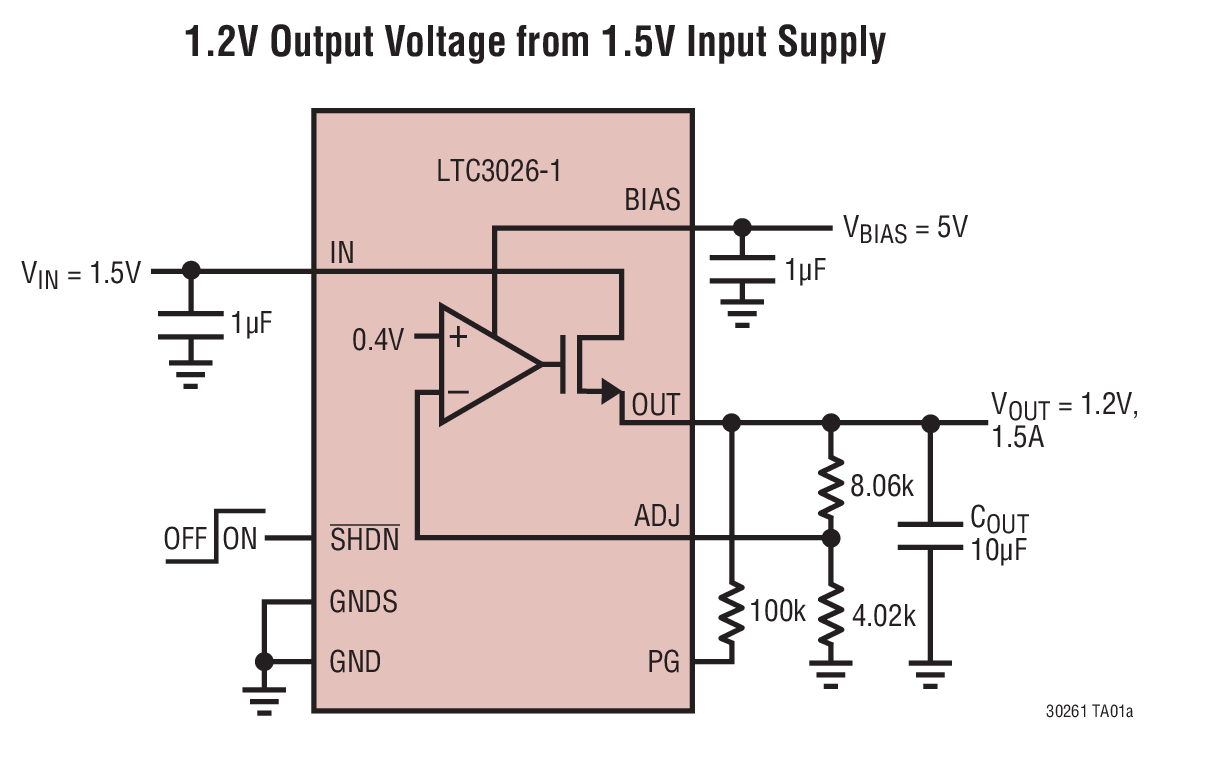 1.2V Output Voltage from 1.5V Input Supply
LTC3026-1
BIAS
VBIAS = 5V
IN
VIN = 1.5V
1µF
1µF
0.4V
+
–
OUT
VOUT = 1.2V,
1.5A
8.06k
ADJ
COUT
10µF
OFF ON
SHDN
GNDS
100k
4.02k
GND
PG
30261 TA01a